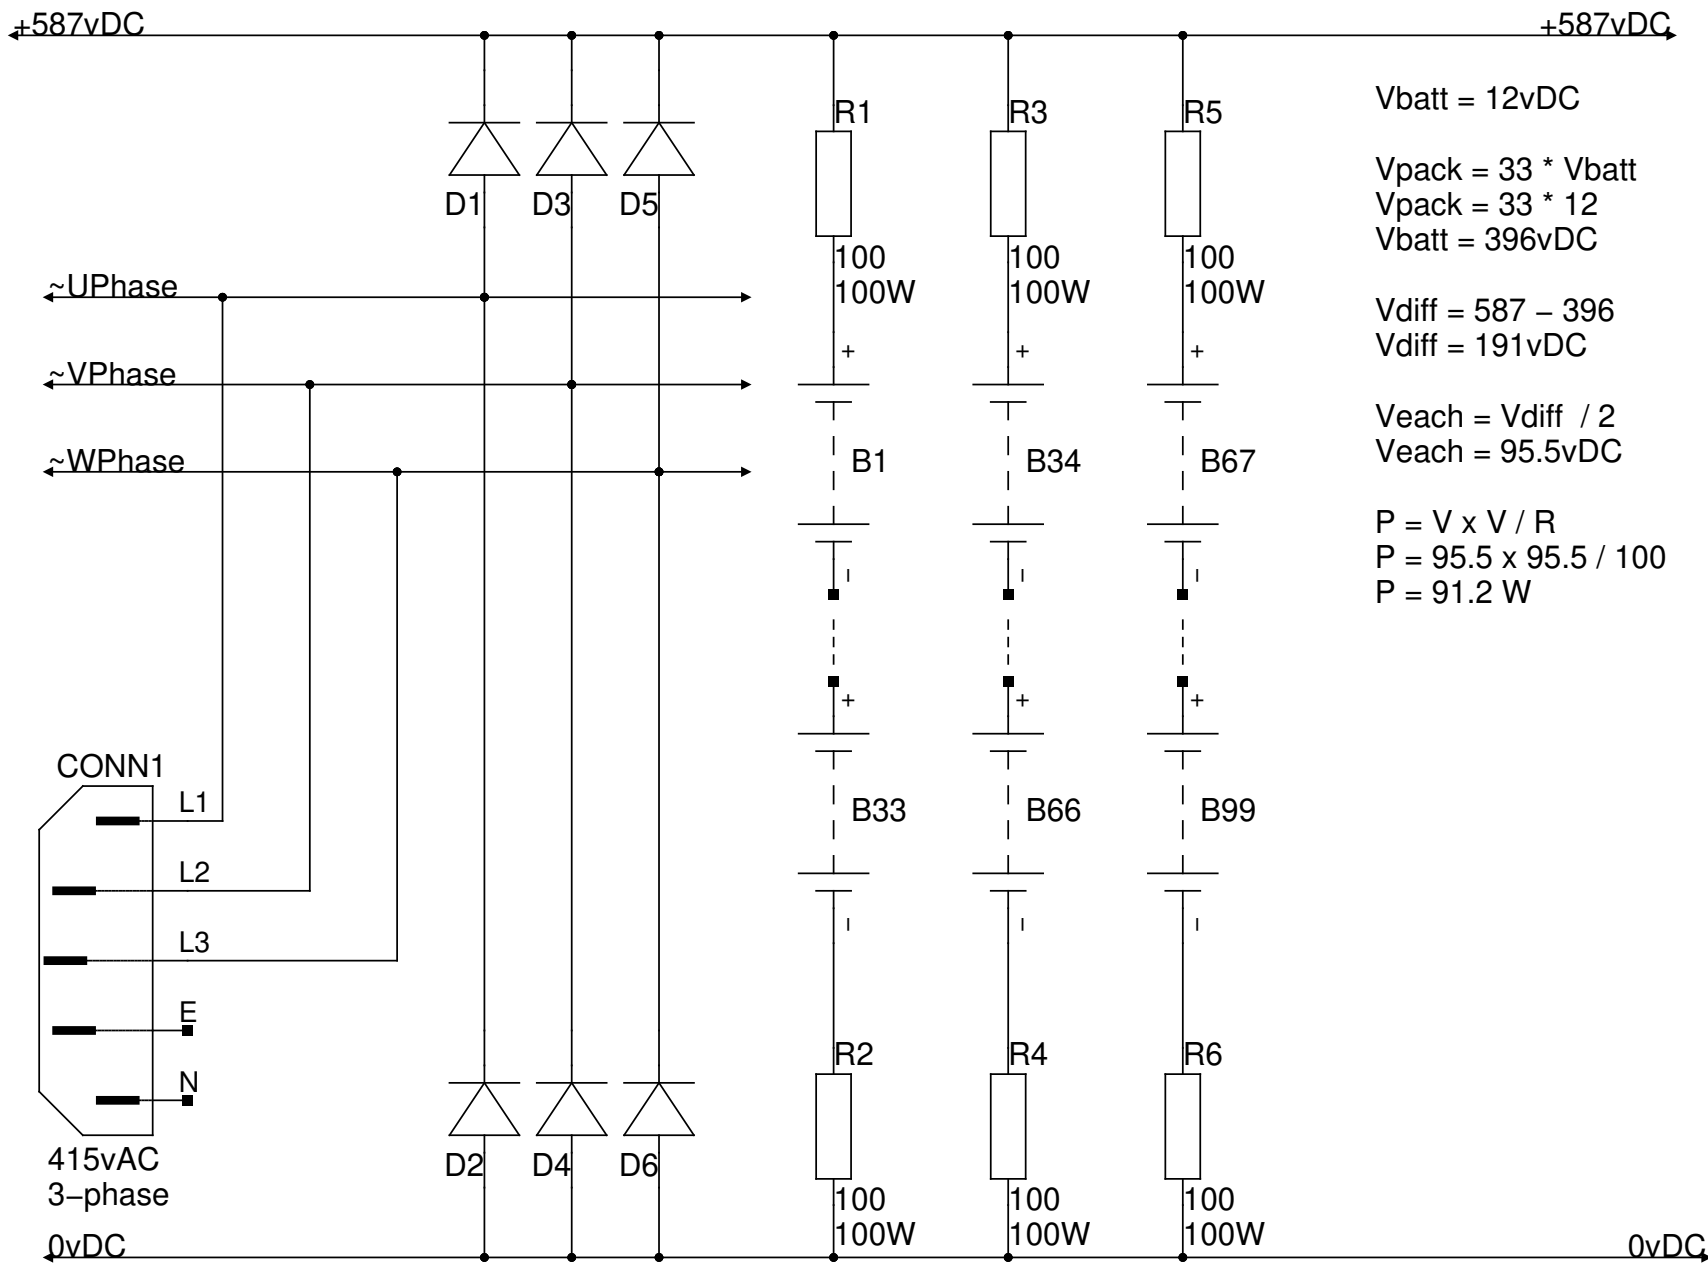 +587vDC
+587vDC
Vbatt = 12vDC
Vpack = 33 * Vbatt
Vpack = 33 * 12
Vbatt = 396vDC
Vdiff = 587 – 396
Vdiff = 191vDC
Veach = Vdiff / 2
Veach = 95.5vDC
P = V x V / R
P = 95.5 x 95.5 / 100
P = 91.2 W
R1
R3
R5
D1
D3
D5
100
100W
100
100W
100
100W
~UPhase
~VPhase
~WPhase
+
+
+
B1
B34
B67
–
–
–
+
+
+
B33
B66
B99
–
–
–
CONN1
L1
L2
L3
E
N
415vAC
3–phase
D2
D4
D6
R2
R4
R6
100
100W
100
100W
100
100W
0vDC
0vDC